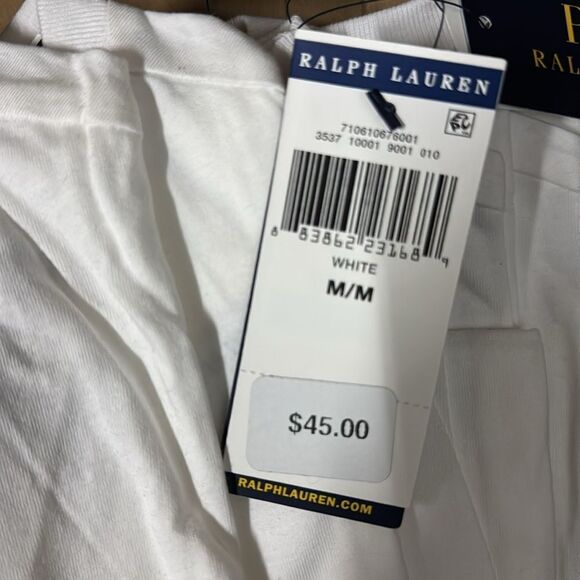 RALPH LAUREN
710610676001
3537 10001 9001 010
8 83862 23168 9
WHITE
M/M
$45.00
RALPHLAUREN.COM
RAL